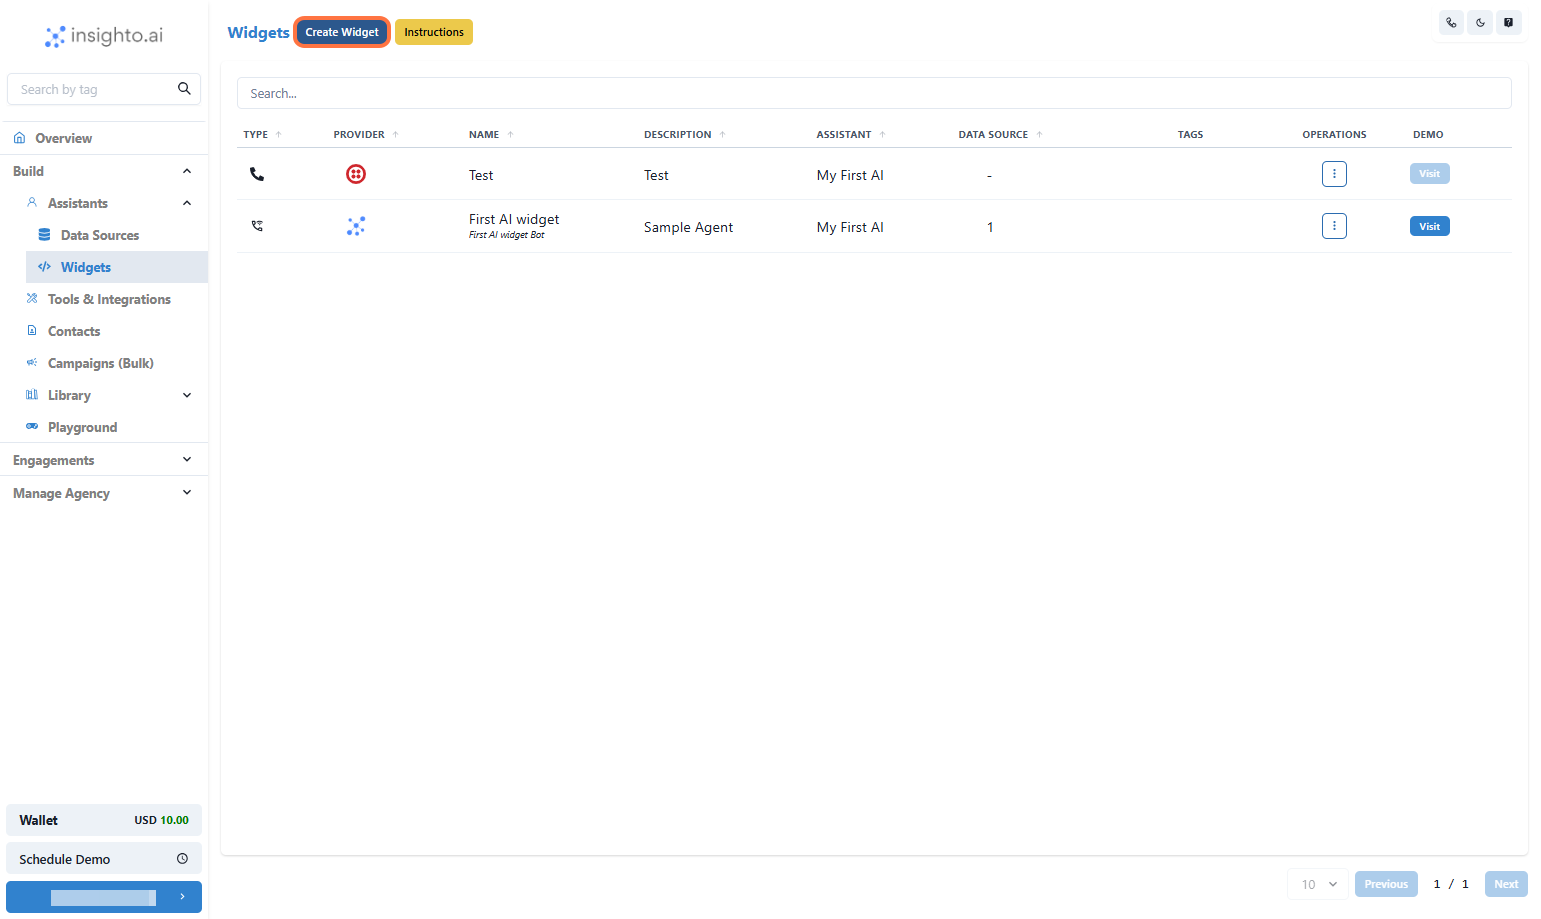 insighto.ai
Search by tag
Overview
Build
Assistants
Data Sources
Widgets
Tools & Integrations
Contacts
Campaigns (Bulk)
Library
Playground
Engagements
Manage Agency
Wallet USD 10.00
Schedule Demo
Widgets Create Widget Instructions
Search...
TYPE PROVIDER NAME DESCRIPTION ASSISTANT DATA SOURCE TAGS OPERATIONS DEMO
Test Test My First AI - Visit
First AI widget
First AI widget Bot
Sample Agent My First AI 1 Visit
10 Previous 1 / 1 Next